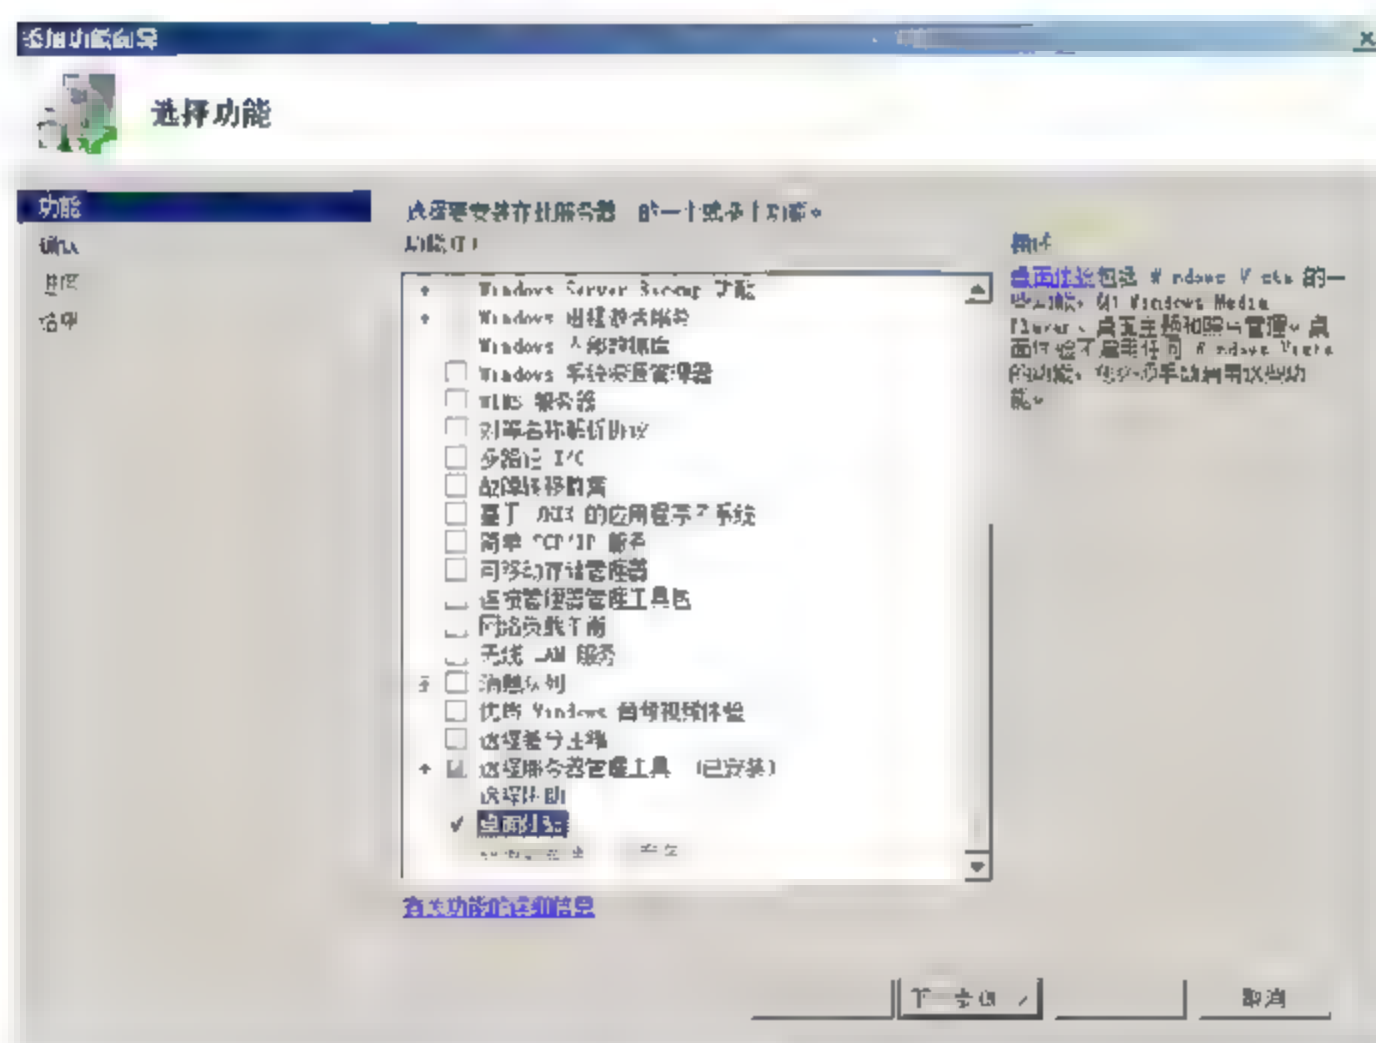 添加功能向导
选择功能
功能
确认
进度
结果
选择要安装在此服务器 的一个或多个功能。
功能(F)
描述
Windows Server Backup 功能
桌面体验包括 Windows Vista 的一
些功能，如 Windows Media
Windows 进程激活服务
Player、桌面主题和照片管理。桌
Windows 内部数据库
面体验不启用任何 Windows Vista
Windows 系统资源管理器
的功能；您必须手动启用这些功
WINS 服务器
能。
对等名称解析协议
多路径 I/O
故障转移群集
基于 UNIX 的应用程序子系统
简单 TCP/IP 服务
可移动存储管理器
连接管理器管理工具包
网络负载平衡
无线 LAN 服务
消息队列
优质 Windows 音频视频体验
远程差分压缩
远程服务器管理工具 (已安装)
远程协助
桌面体验
有关功能的详细信息
下一步
取消